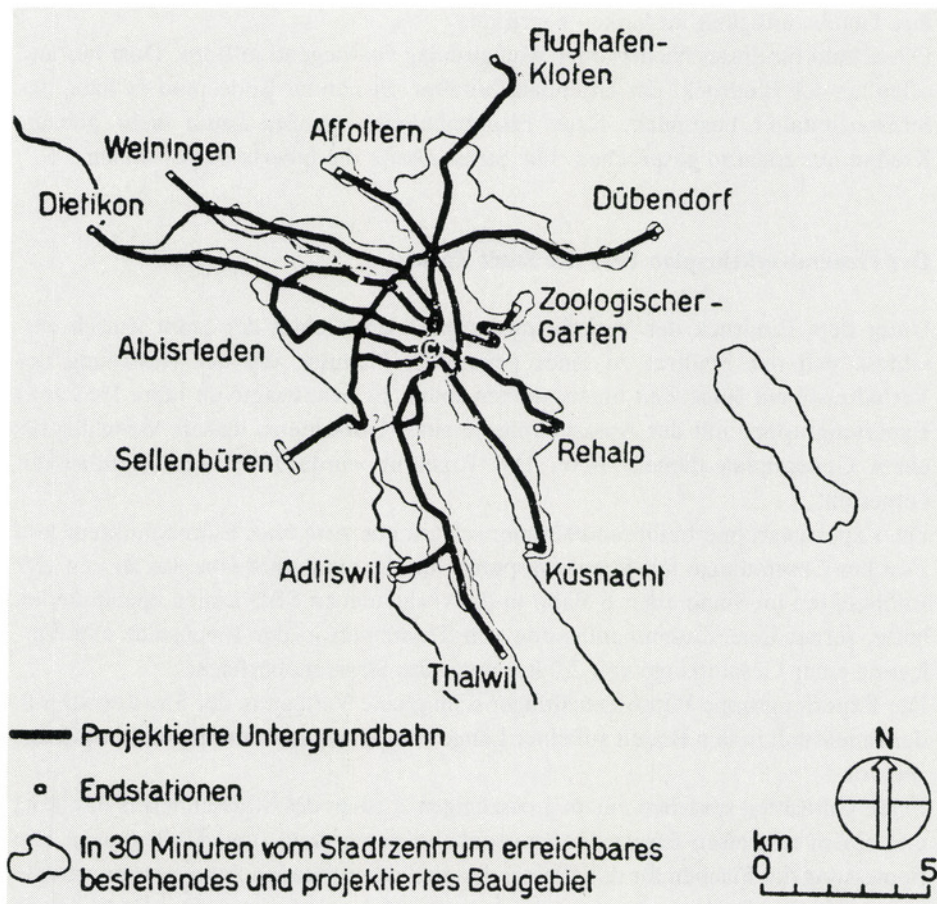 Flughafen-
Kloten
Affoltern
Weiningen
Dübendorf
Dietikon
Zoologischer-
Garten
Albisrieden
Sellenbüren
Rehalp
Adliswil
Küsnacht
Thalwil
Projektierte Untergrundbahn
Endstationen
In 30 Minuten vom Stadtzentrum erreichbares
bestehendes und projektiertes Baugebiet
N
km
0 5